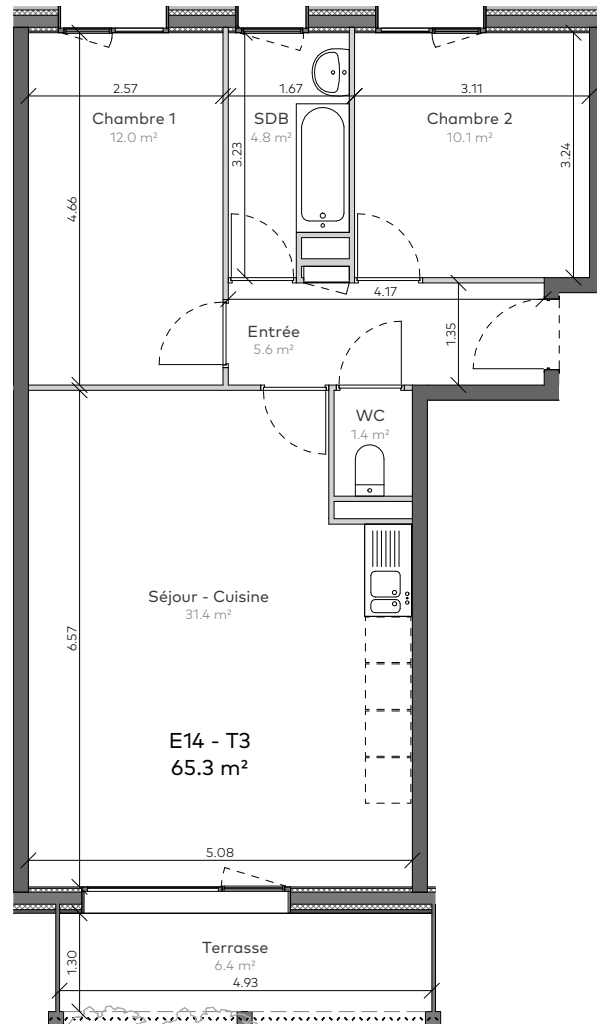 2.57
1.67
3.11
Chambre 1
12.0 m²
SDB
4.8 m²
Chambre 2
10.1 m²
4.66
3.23
3.24
4.17
Entrée
5.6 m²
1.35
WC
1.4 m²
Séjour - Cuisine
31.4 m²
6.57
E14 - T3
65.3 m²
5.08
Terrasse
6.4 m²
1.30
4.93